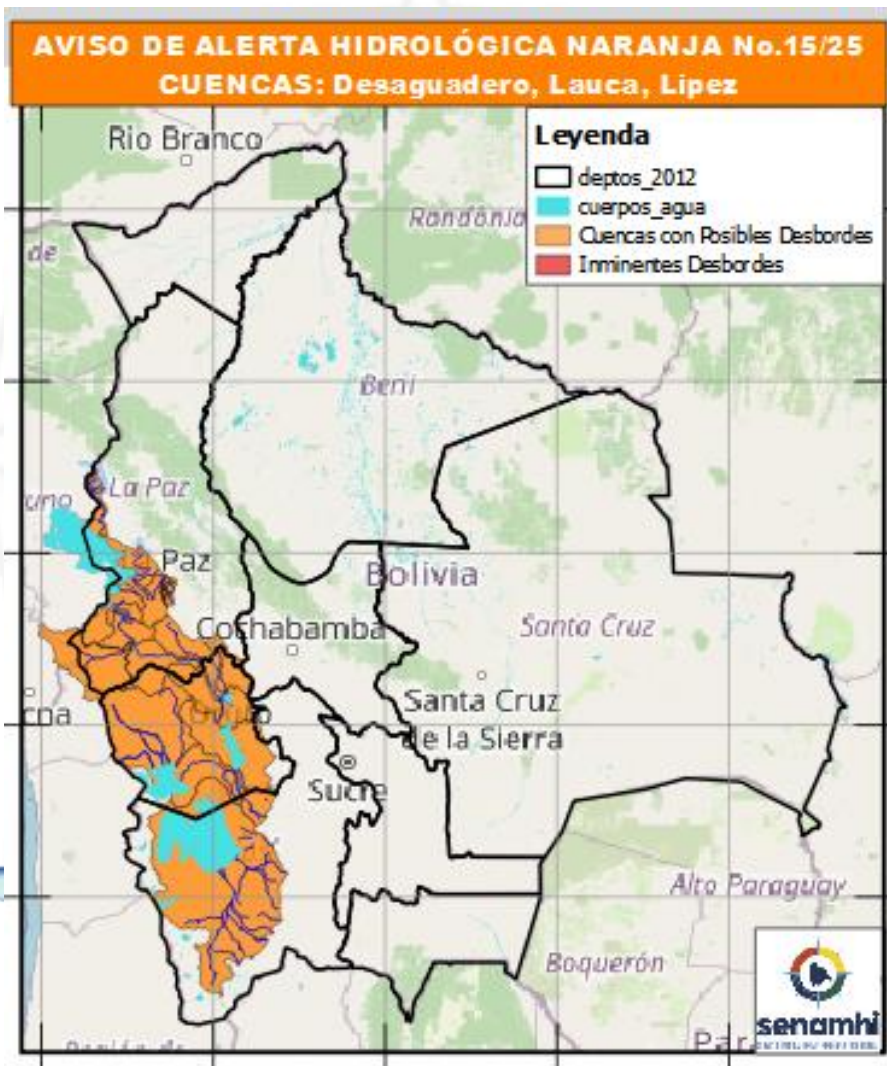 AVISO DE ALERTA HIDROLÓGICA NARANJA No.15/25
CUENCAS: Desaguadero, Lauca, Lipez
Leyenda
deptos_2012
cuerpos_agua
Cuencas con Posibles Desbordes
Inminentes Desbordes
Rio Branco
Rondônia
de
Beni
La Paz
uno
Paz
Bolivia
Cochabamba
Santa Cruz
cna
Santa Cruz
de la Sierra
Sucre
Alto Paraguay
Boquerón
senamhi
Par